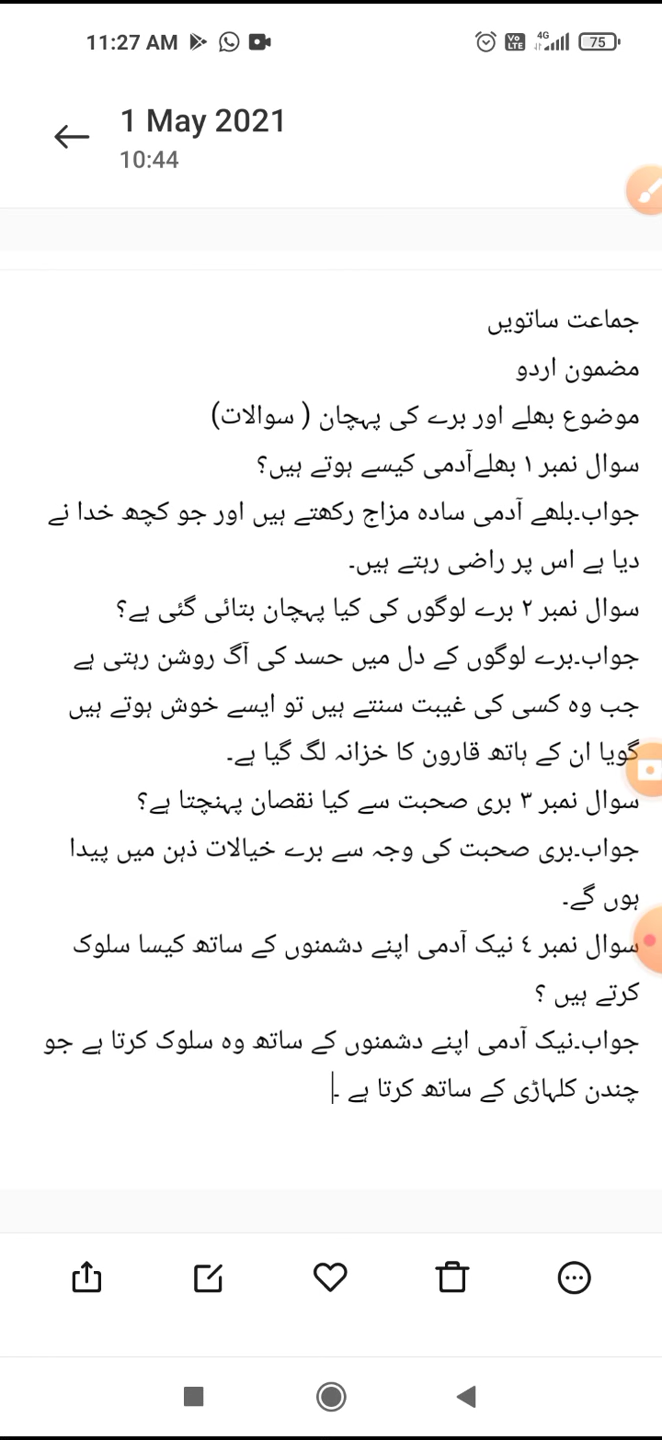 11:27 AM
Vo LTE 4G 75
1 May 2021
10:44
جماعت ساتویں
مضمون اردو
موضوع بھلے اور برے کی پہچان ( سوالات)
سوال نمبر ۱ بھلےآدمی کیسے ہوتے ہیں؟
جواب۔بلھے آدمی سادہ مزاج رکھتے ہیں اور جو کچھ خدا نے
دیا ہے اس پر راضی رہتے ہیں۔
سوال نمبر ۲ برے لوگوں کی کیا پہچان بتائی گئی ہے؟
جواب۔برے لوگوں کے دل میں حسد کی آگ روشن رہتی ہے
جب وہ کسی کی غیبت سنتے ہیں تو ایسے خوش ہوتے ہیں
گویا ان کے ہاتھ قارون کا خزانہ لگ گیا ہے۔
سوال نمبر ۳ بری صحبت سے کیا نقصان پہنچتا ہے؟
جواب۔بری صحبت کی وجہ سے برے خیالات ذہن میں پیدا
ہوں گے۔
سوال نمبر ٤ نیک آدمی اپنے دشمنوں کے ساتھ کیسا سلوک
کرتے ہیں ؟
جواب۔نیک آدمی اپنے دشمنوں کے ساتھ وہ سلوک کرتا ہے جو
چندن کلہاڑی کے ساتھ کرتا ہے ۔